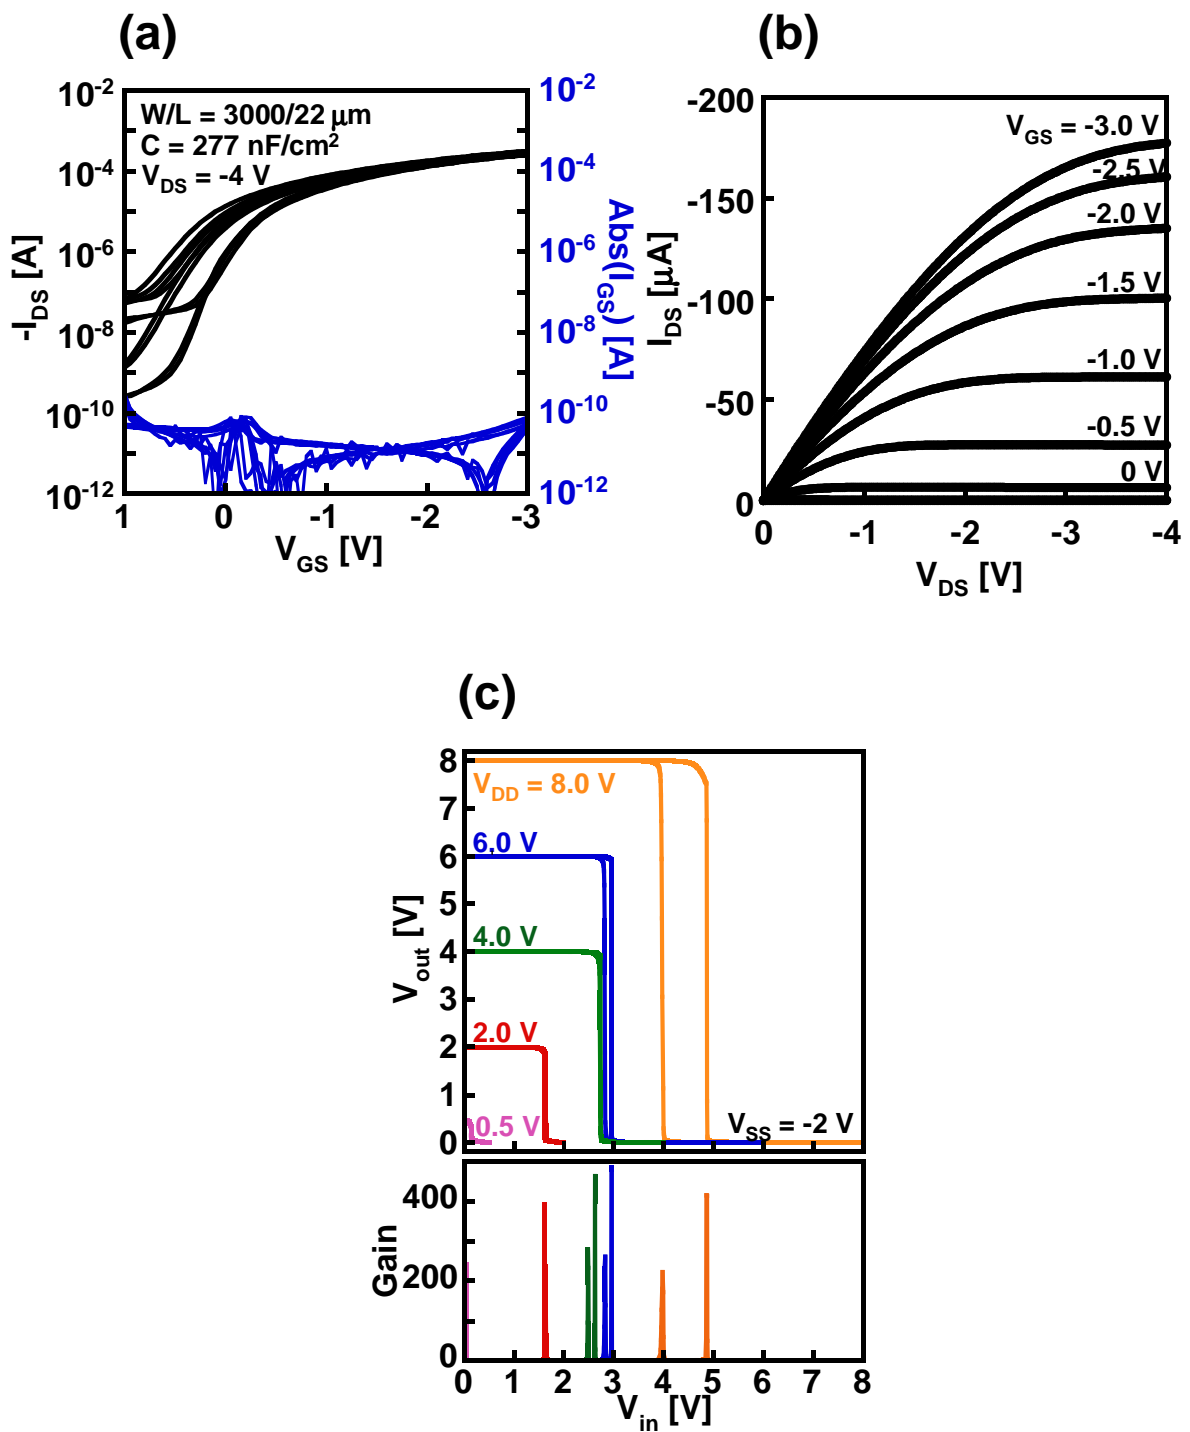 (a)
10-2
10-4
10-6
10-8
10-10
10-12
-IDS [A]
W/L = 3000/22 μm
C = 277 nF/cm2
VDS = -4 V
10-2
10-4
10-6
10-8
10-10
10-12
Abs(IGS) [A]
1 0 -1 -2 -3
VGS [V]
(b)
-200
-150
-100
-50
0
IDS [μA]
VGS = -3.0 V
-2.5 V
-2.0 V
-1.5 V
-1.0 V
-0.5 V
0 V
0 -1 -2 -3 -4
VDS [V]
(c)
8
7
6
5
4
3
2
1
0
Vout [V]
VDD = 8.0 V
6.0 V
4.0 V
2.0 V
0.5 V
VSS = -2 V
400
200
0
Gain
0 1 2 3 4 5 6 7 8
Vin [V]